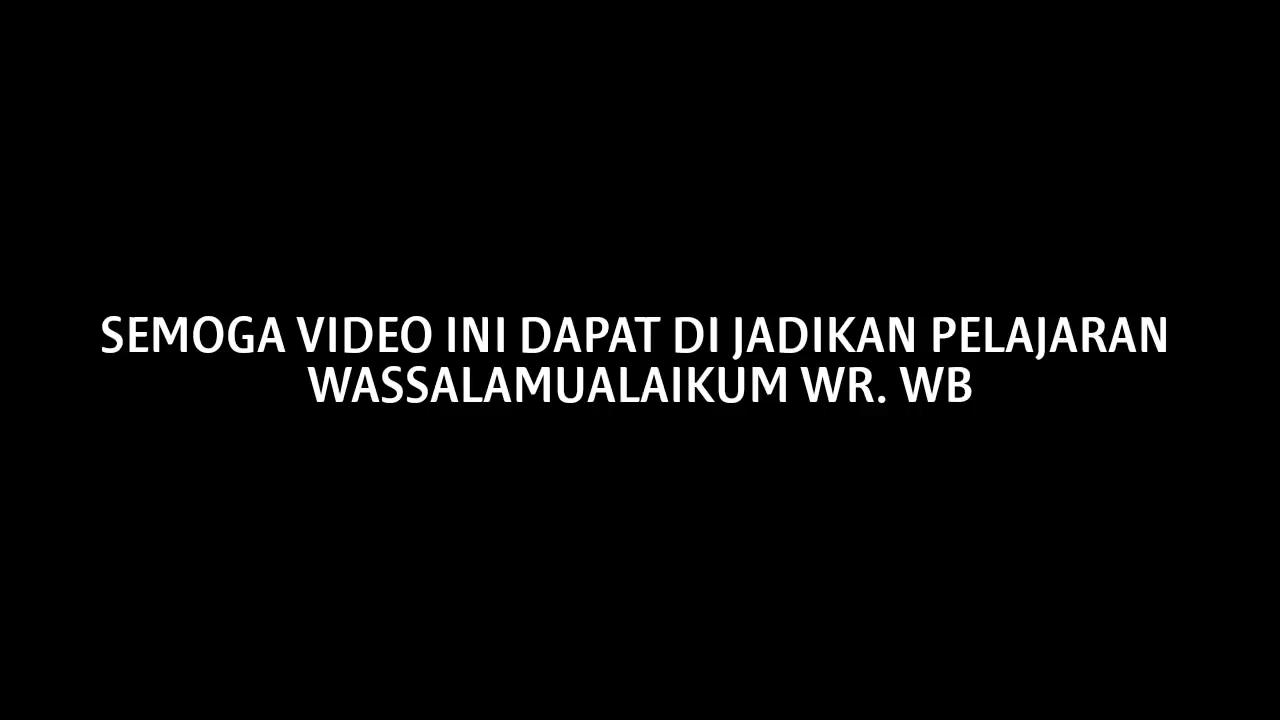 SEMOGA VIDEO INI DAPAT DI JADIKAN PELAJARAN
WASSALAMUALAIKUM WR. WB